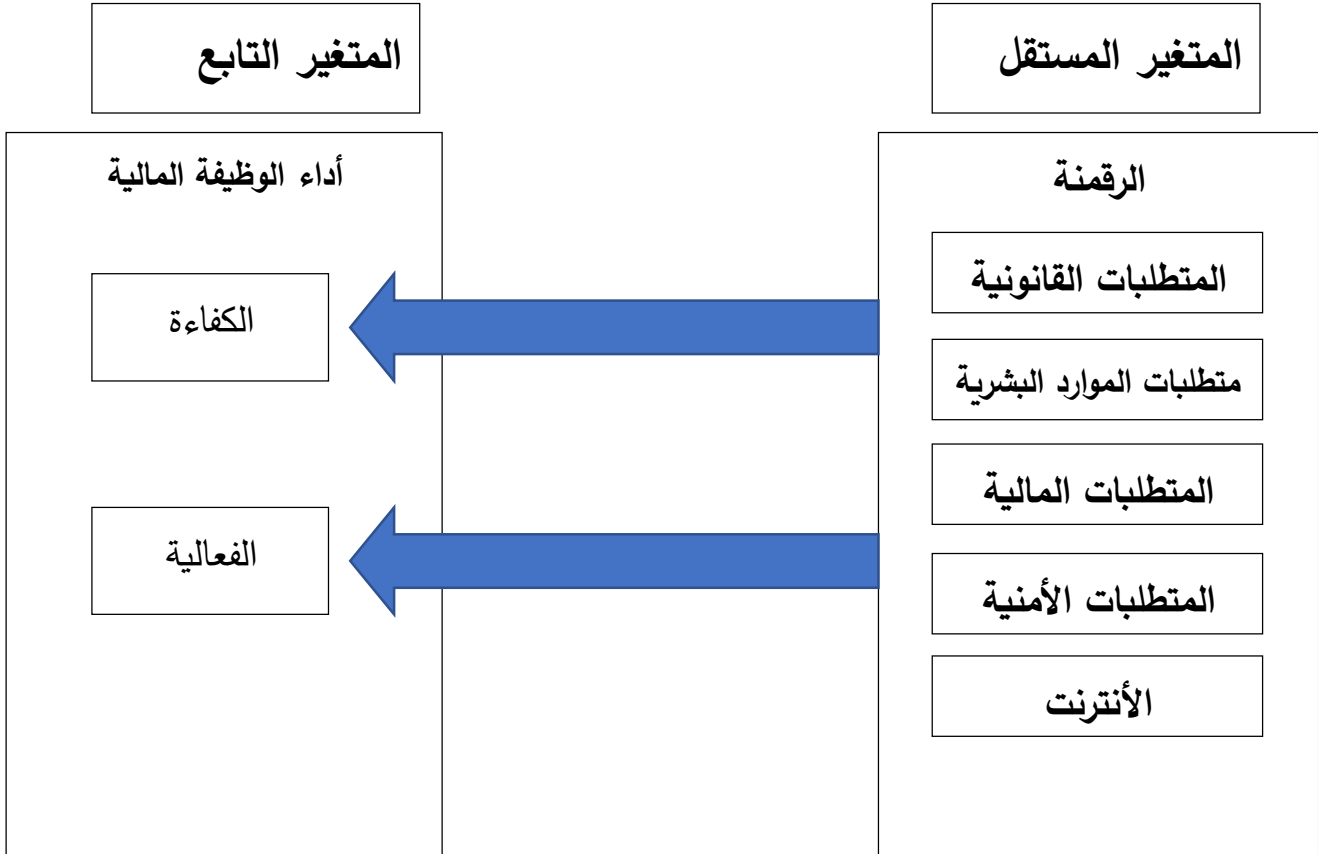 المتغير المستقل
المتغير التابع
الرقمنة
المتطلبات القانونية
متطلبات الموارد البشرية
المتطلبات المالية
المتطلبات الأمنية
الأنترنت
أداء الوظيفة المالية
الكفاءة
الفعالية